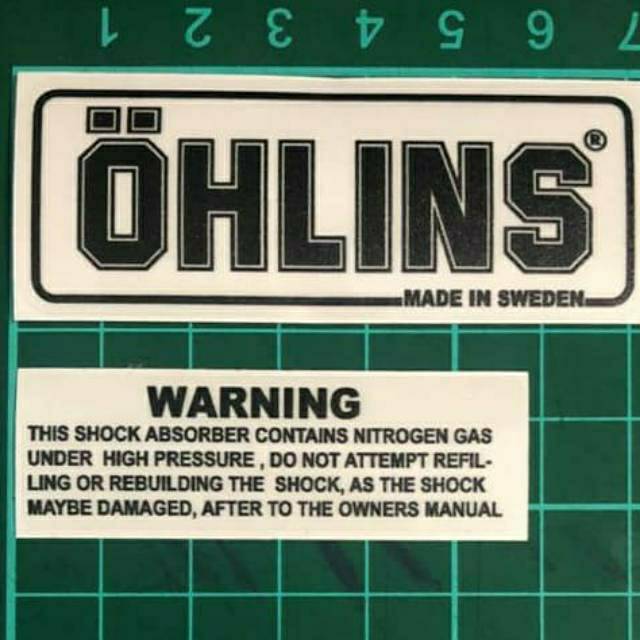 1 2 3 4 5 6 7
ÖHLINS®
MADE IN SWEDEN
WARNING
THIS SHOCK ABSORBER CONTAINS NITROGEN GAS
UNDER HIGH PRESSURE , DO NOT ATTEMPT REFIL-
LING OR REBUILDING THE SHOCK, AS THE SHOCK
MAYBE DAMAGED, AFTER TO THE OWNERS MANUAL